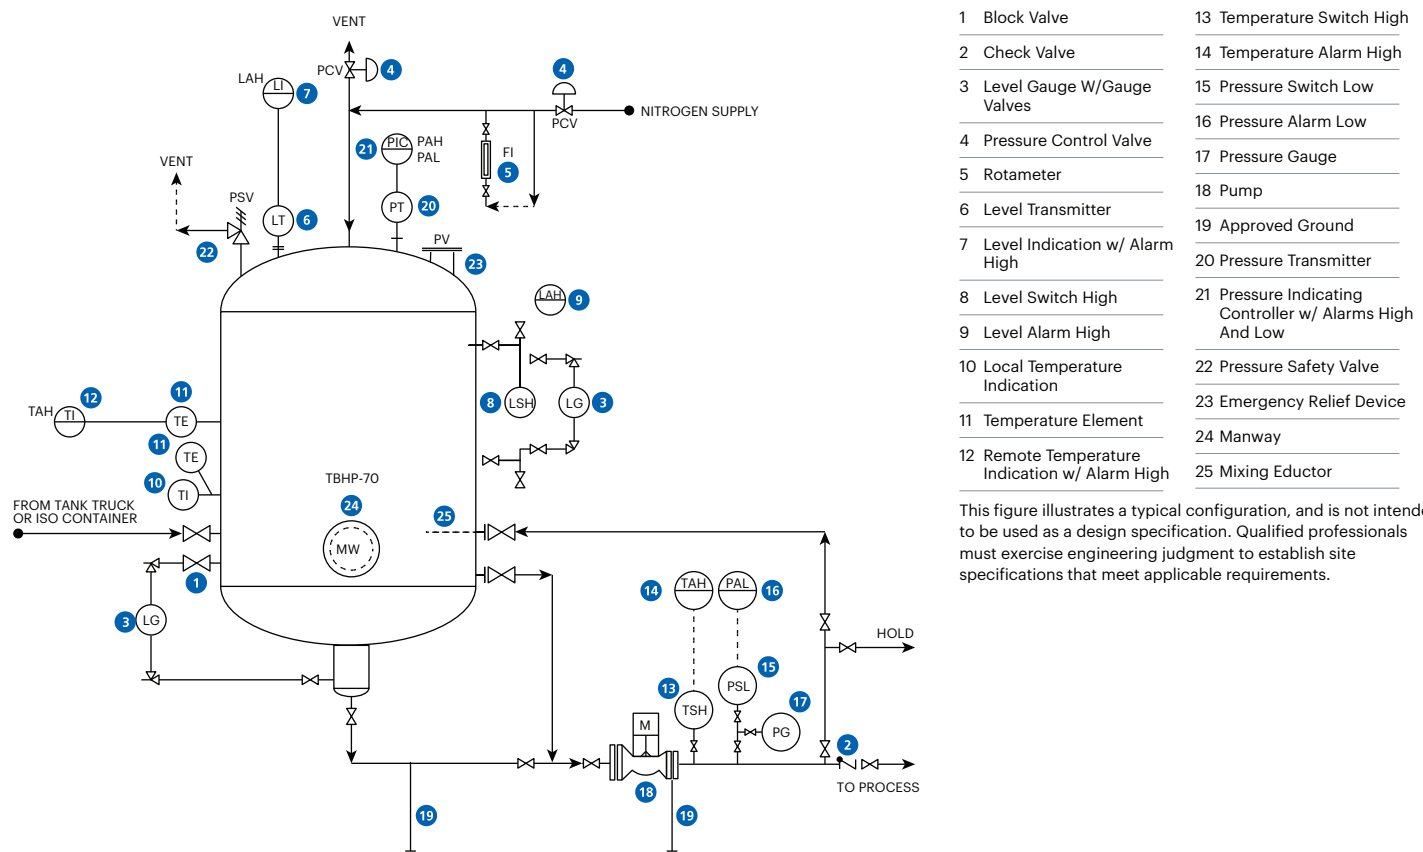 VENT
PCV
4
4
LAH
LI
7
PCV
NITROGEN SUPPLY
21
PIC
PAH
PAL
FI
5
VENT
PSV
LT
6
PT
20
22
PV
23
LAH
9
11
12
TAH
TI
TE
8
LSH
LG
3
11
TE
10
TI
TBHP-70
24
MW
25
FROM TANK TRUCK
OR ISO CONTAINER
1
3
LG
14
TAH
PAL
16
HOLD
15
PSL
13
TSH
17
PG
M
2
18
TO PROCESS
19
19
1 Block Valve
2 Check Valve
3 Level Gauge W/Gauge
Valves
4 Pressure Control Valve
5 Rotameter
6 Level Transmitter
7 Level Indication w/ Alarm
High
8 Level Switch High
9 Level Alarm High
10 Local Temperature
Indication
11 Temperature Element
12 Remote Temperature
Indication w/ Alarm High
13 Temperature Switch High
14 Temperature Alarm High
15 Pressure Switch Low
16 Pressure Alarm Low
17 Pressure Gauge
18 Pump
19 Approved Ground
20 Pressure Transmitter
21 Pressure Indicating
Controller w/ Alarms High
And Low
22 Pressure Safety Valve
23 Emergency Relief Device
24 Manway
25 Mixing Eductor
This figure illustrates a typical configuration, and is not intende
to be used as a design specification. Qualified professionals
must exercise engineering judgment to establish site
specifications that meet applicable requirements.